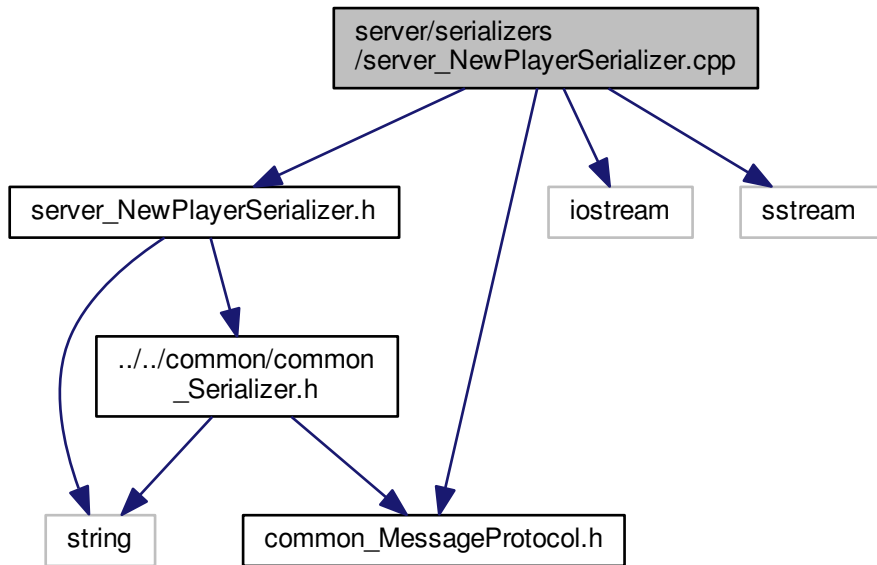 server/serializers
/server_NewPlayerSerializer.cpp
server_NewPlayerSerializer.h
iostream
sstream
../../common/common
_Serializer.h
string
common_MessageProtocol.h